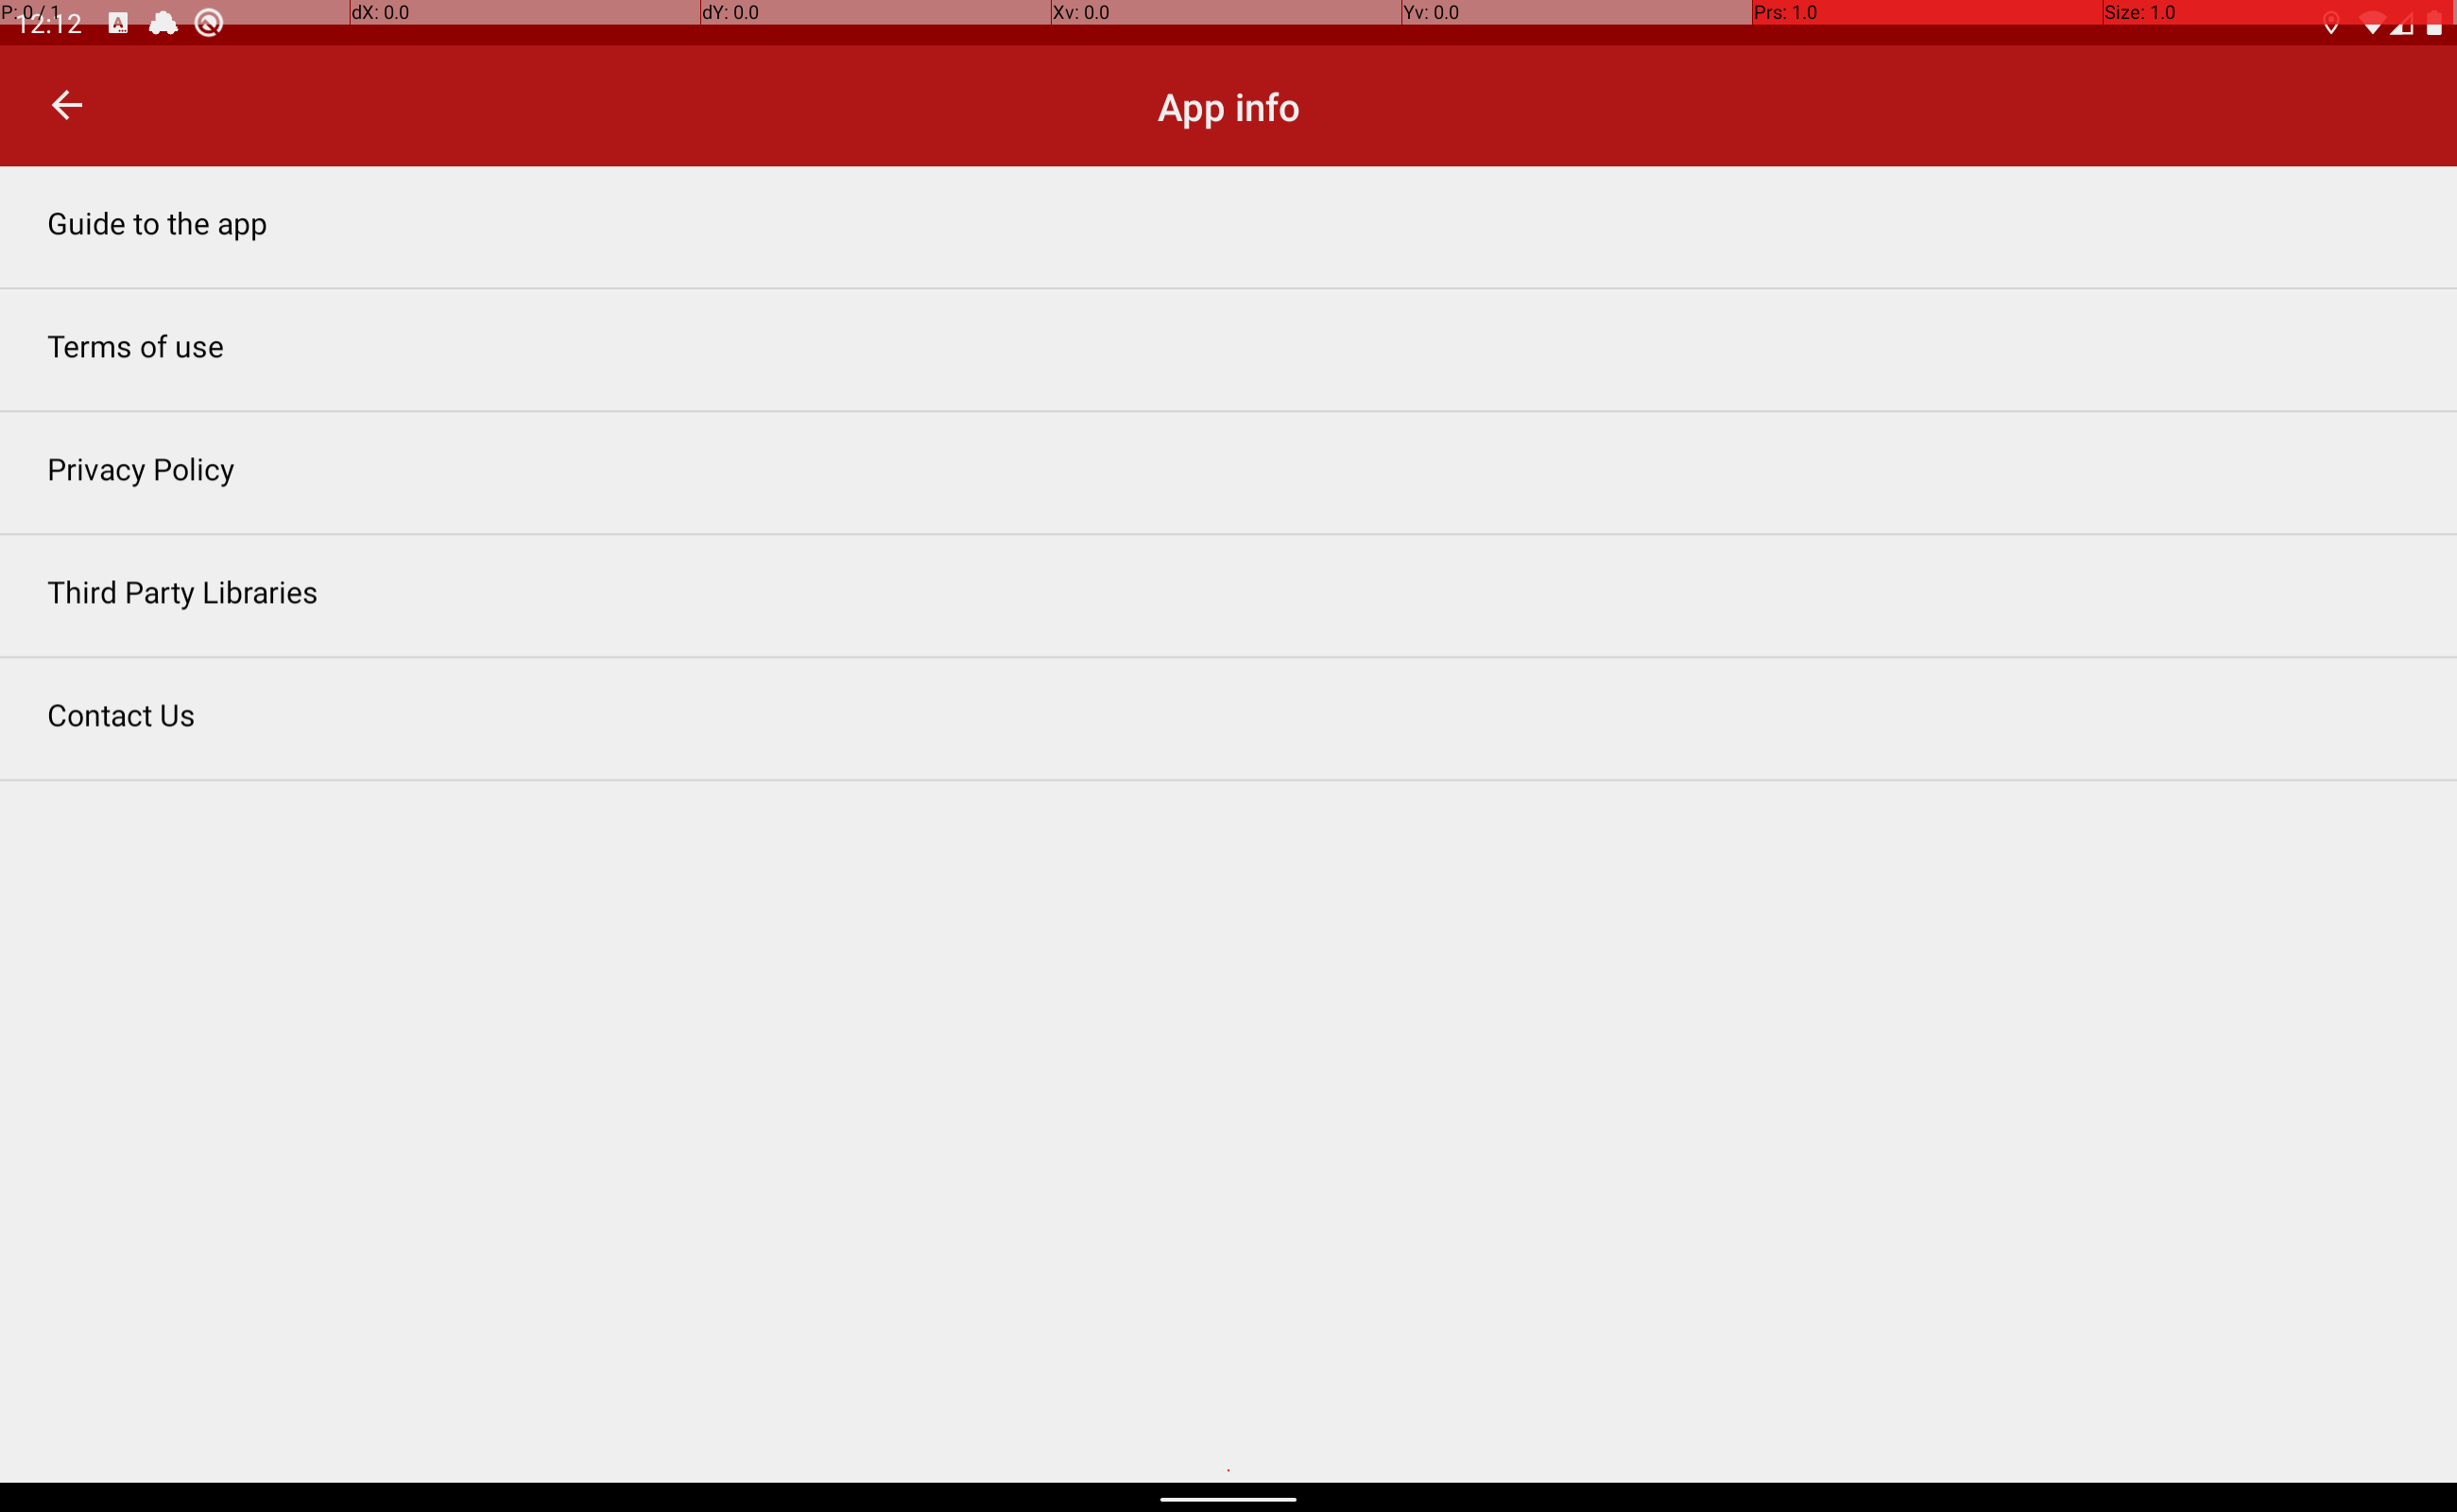 P: 0 / 1 dX: 0.0 dY: 0.0 Xv: 0.0 Yv: 0.0 Prs: 1.0 Size: 1.0
12:12
App info
Guide to the app
Terms of use
Privacy Policy
Third Party Libraries
Contact Us